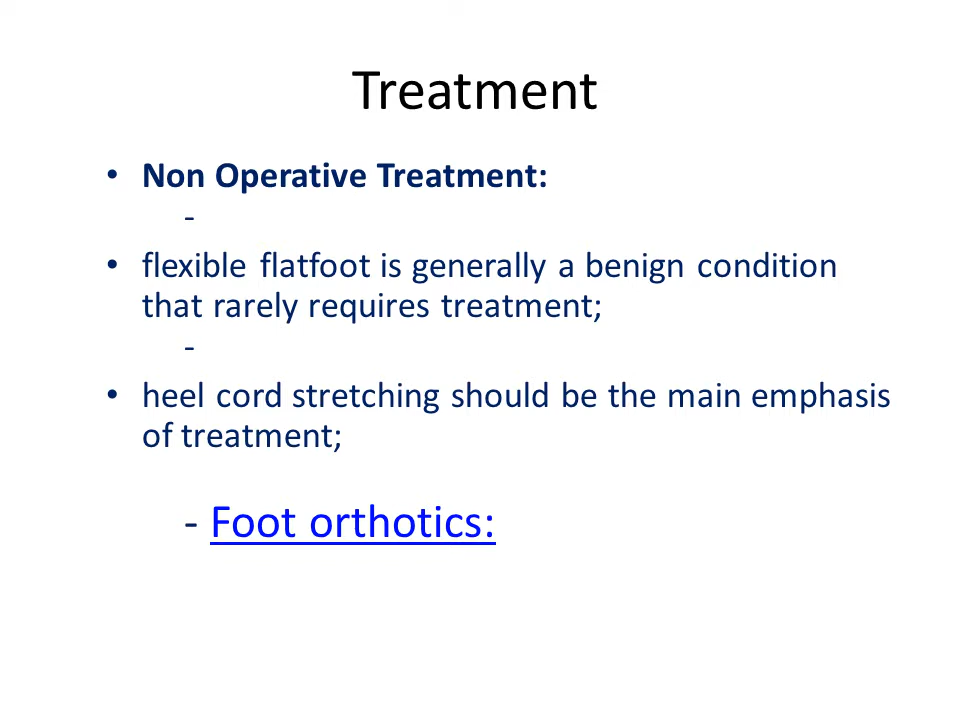 Treatment
• Non Operative Treatment:
-
• flexible flatfoot is generally a benign condition
that rarely requires treatment;
-
• heel cord stretching should be the main emphasis
of treatment;
- Foot orthotics: